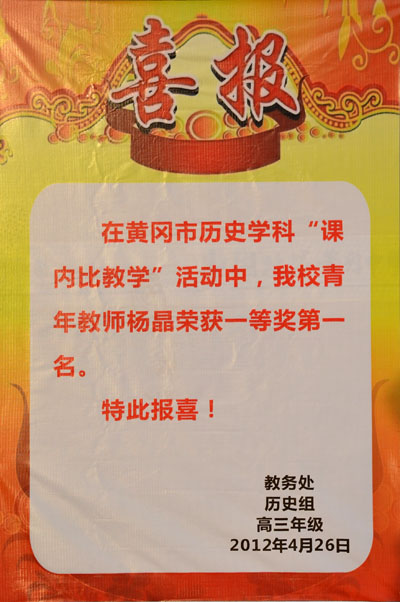 喜报
在黄冈市历史学科“课
内比教学”活动中，我校青
年教师杨晶荣获一等奖第一
名。
特此报喜！
教务处
历史组
高三年级
2012年4月26日